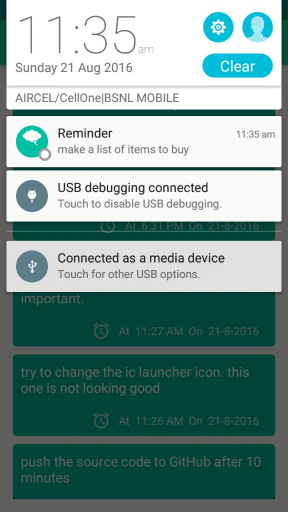 11:35am
Sunday 21 Aug 2016
Clear
AIRCEL/CellOne|BSNL MOBILE
Reminder 11:35 am
make a list of items to buy
USB debugging connected
Touch to disable USB debugging.
At 6:31 PM On 21-8-2016
Connected as a media device
Touch for other USB options.
important.
At 11:27 AM On 21-8-2016
try to change the ic launcher icon. this
one is not looking good
At 11:26 AM On 21-8-2016
push the source code to GitHub after 10
minutes